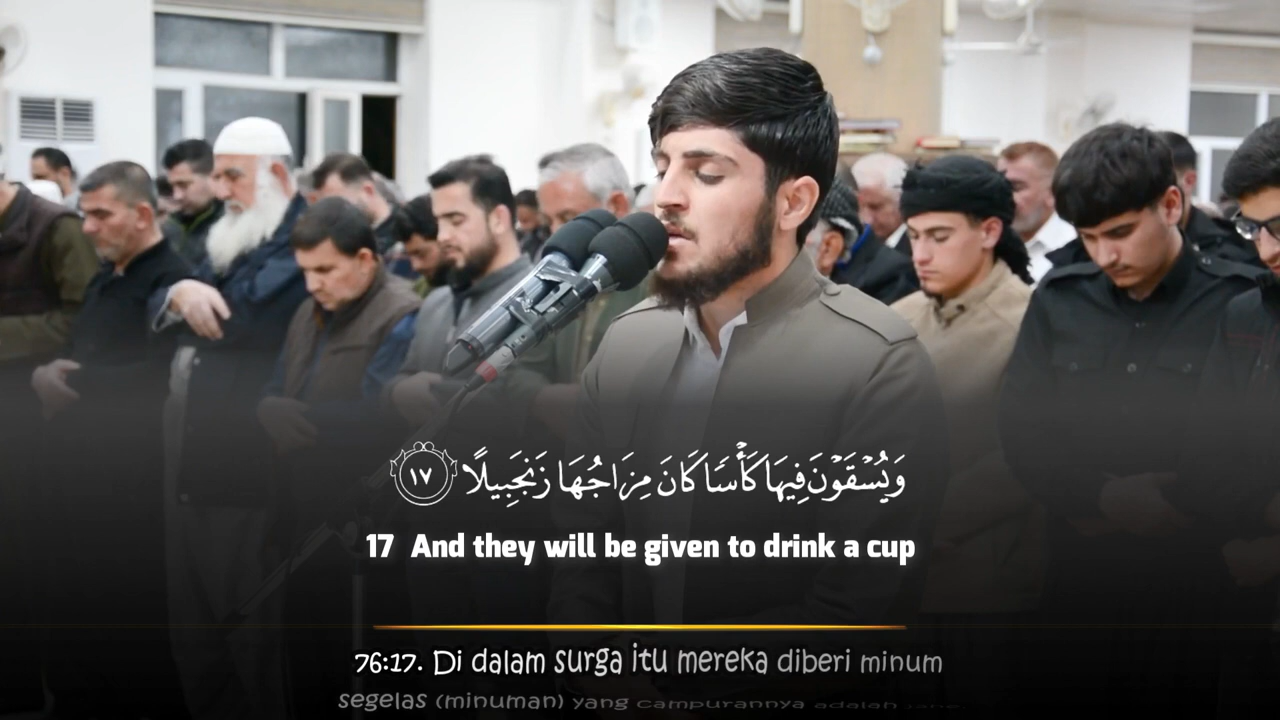 وَيُسْقَوْنَ فِيهَا كَأْسًا كَانَ مِزَاجُهَا زَنجَبِيلًا ١٧
17 And they will be given to drink a cup
76:17. Di dalam surga itu mereka diberi minum
segelas (minuman) yang campurannya adalah